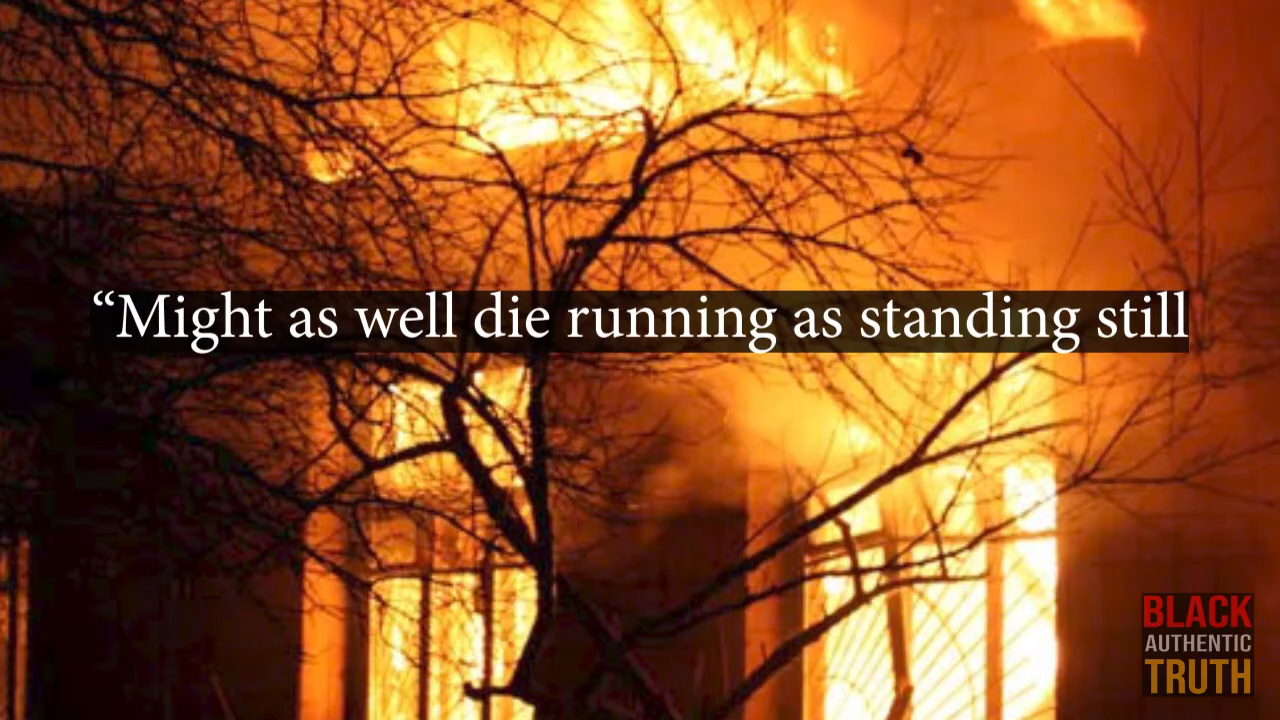 “Might as well die running as standing still
BLACK
AUTHENTIC
TRUTH